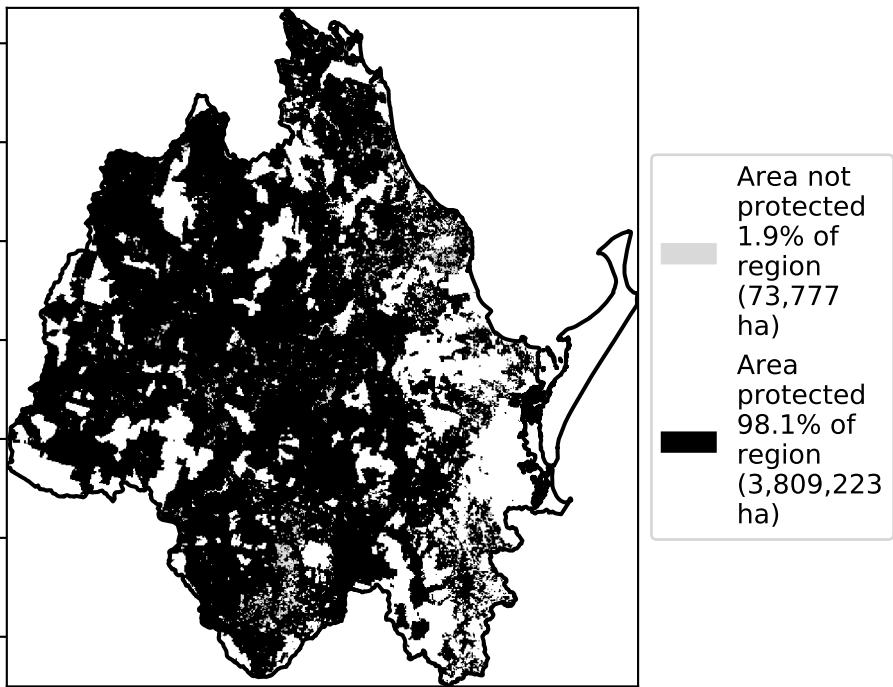 Area not
protected
1.9% of
region
(73,777
ha)
Area
protected
98.1% of
region
(3,809,223
ha)